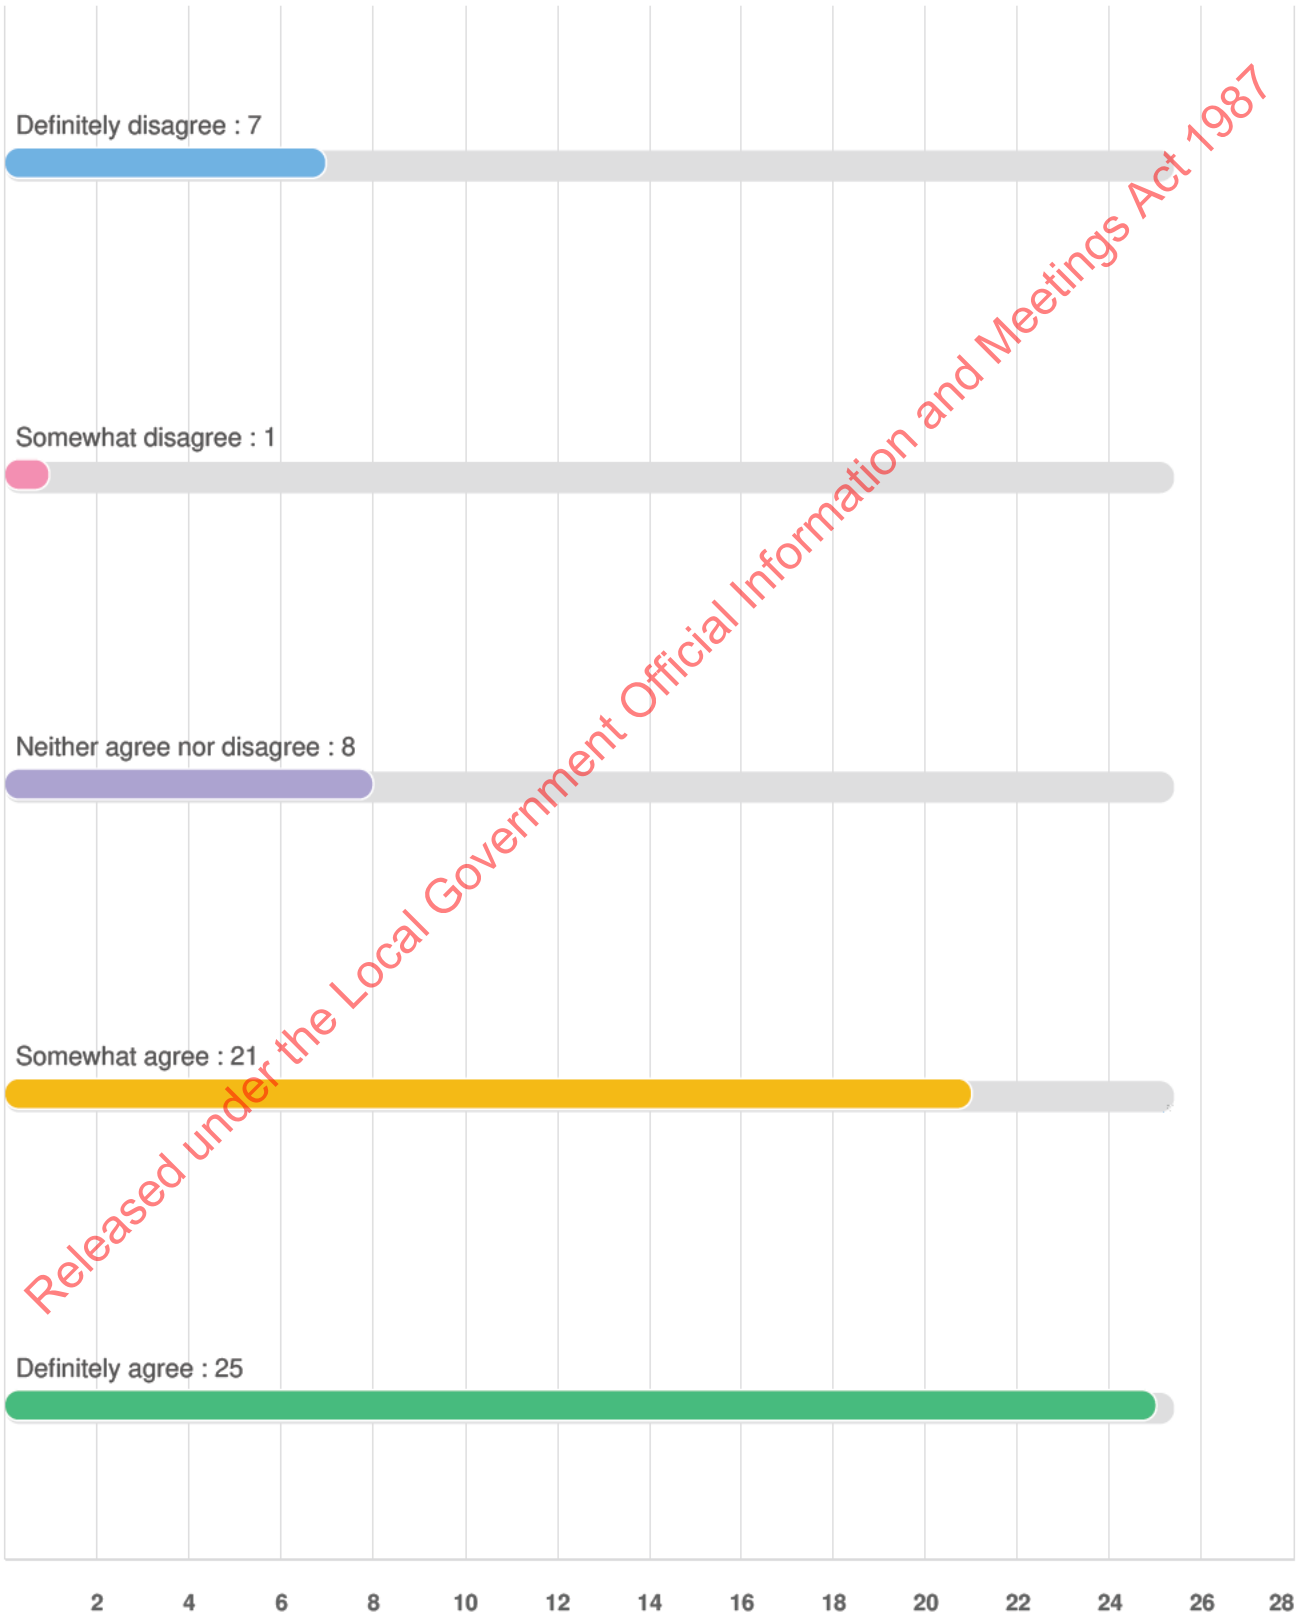 Definitely disagree : 7
Somewhat disagree : 1
Neither agree nor disagree : 8
Somewhat agree : 21
Definitely agree : 25
2 4 6 8 10 12 14 16 18 20 22 24 26 28
Released under the Local Government Official Information and Meetings Act 1987